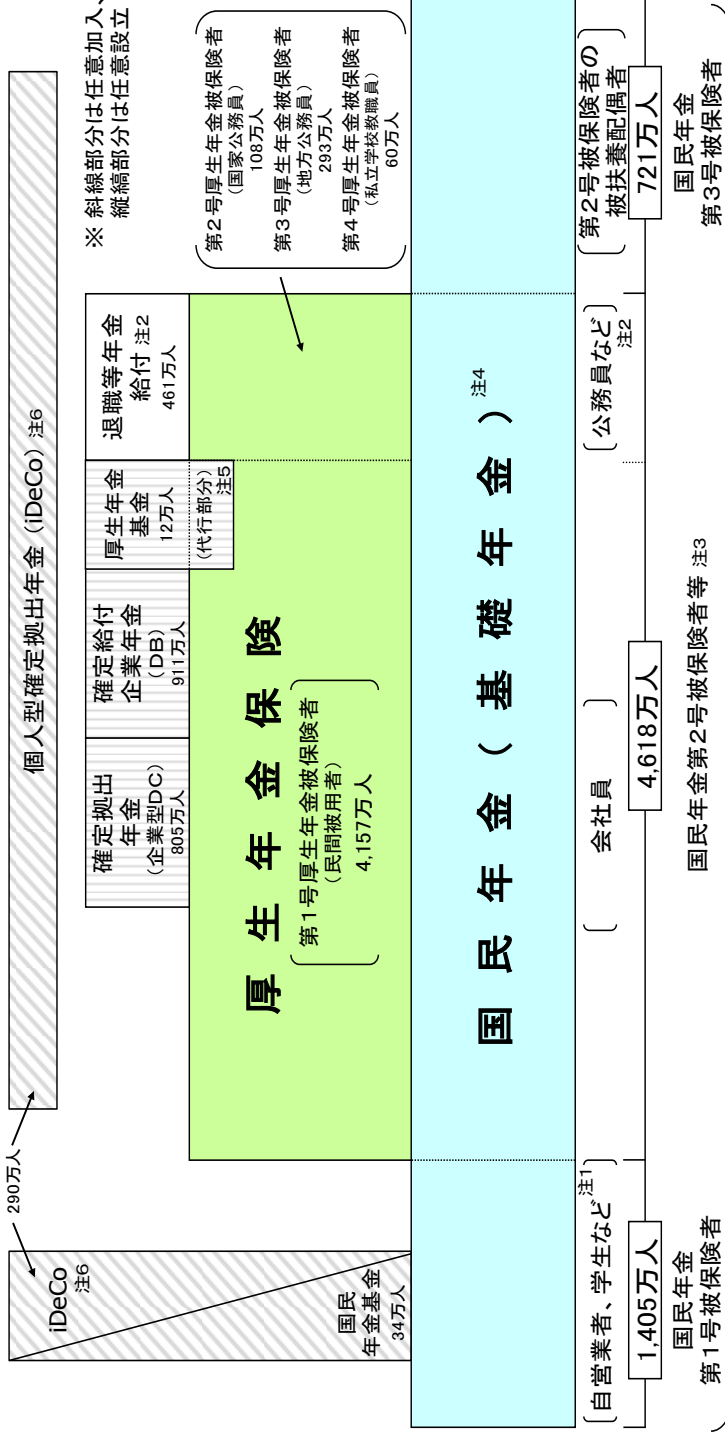 個人型確定拠出年金（iDeCo）注6
※ 斜線部分は任意加入、
縦縞部分は任意設立
290万人
iDeCo
注6
国民
年金基金
34万人
確定拠出
年金
（企業型DC）
805万人
確定給付
企業年金
（DB）
911万人
厚生年金
基金
12万人
（代行部分）
注5
退職等年金
給付 注2
461万人
第2号厚生年金被保険者
（国家公務員）
108万人
第3号厚生年金被保険者
（地方公務員）
293万人
第4号厚生年金被保険者
（私立学校教職員）
60万人
厚生年金保険
第1号厚生年金被保険者
（民間被用者）
4,157万人
国民年金（基礎年金）注4
自営業者、学生など 注1
会社員
公務員など
注2
第2号被保険者の
被扶養配偶者
1,405万人
4,618万人
721万人
国民年金
第1号被保険者
国民年金第2号被保険者等 注3
国民年金
第3号被保険者